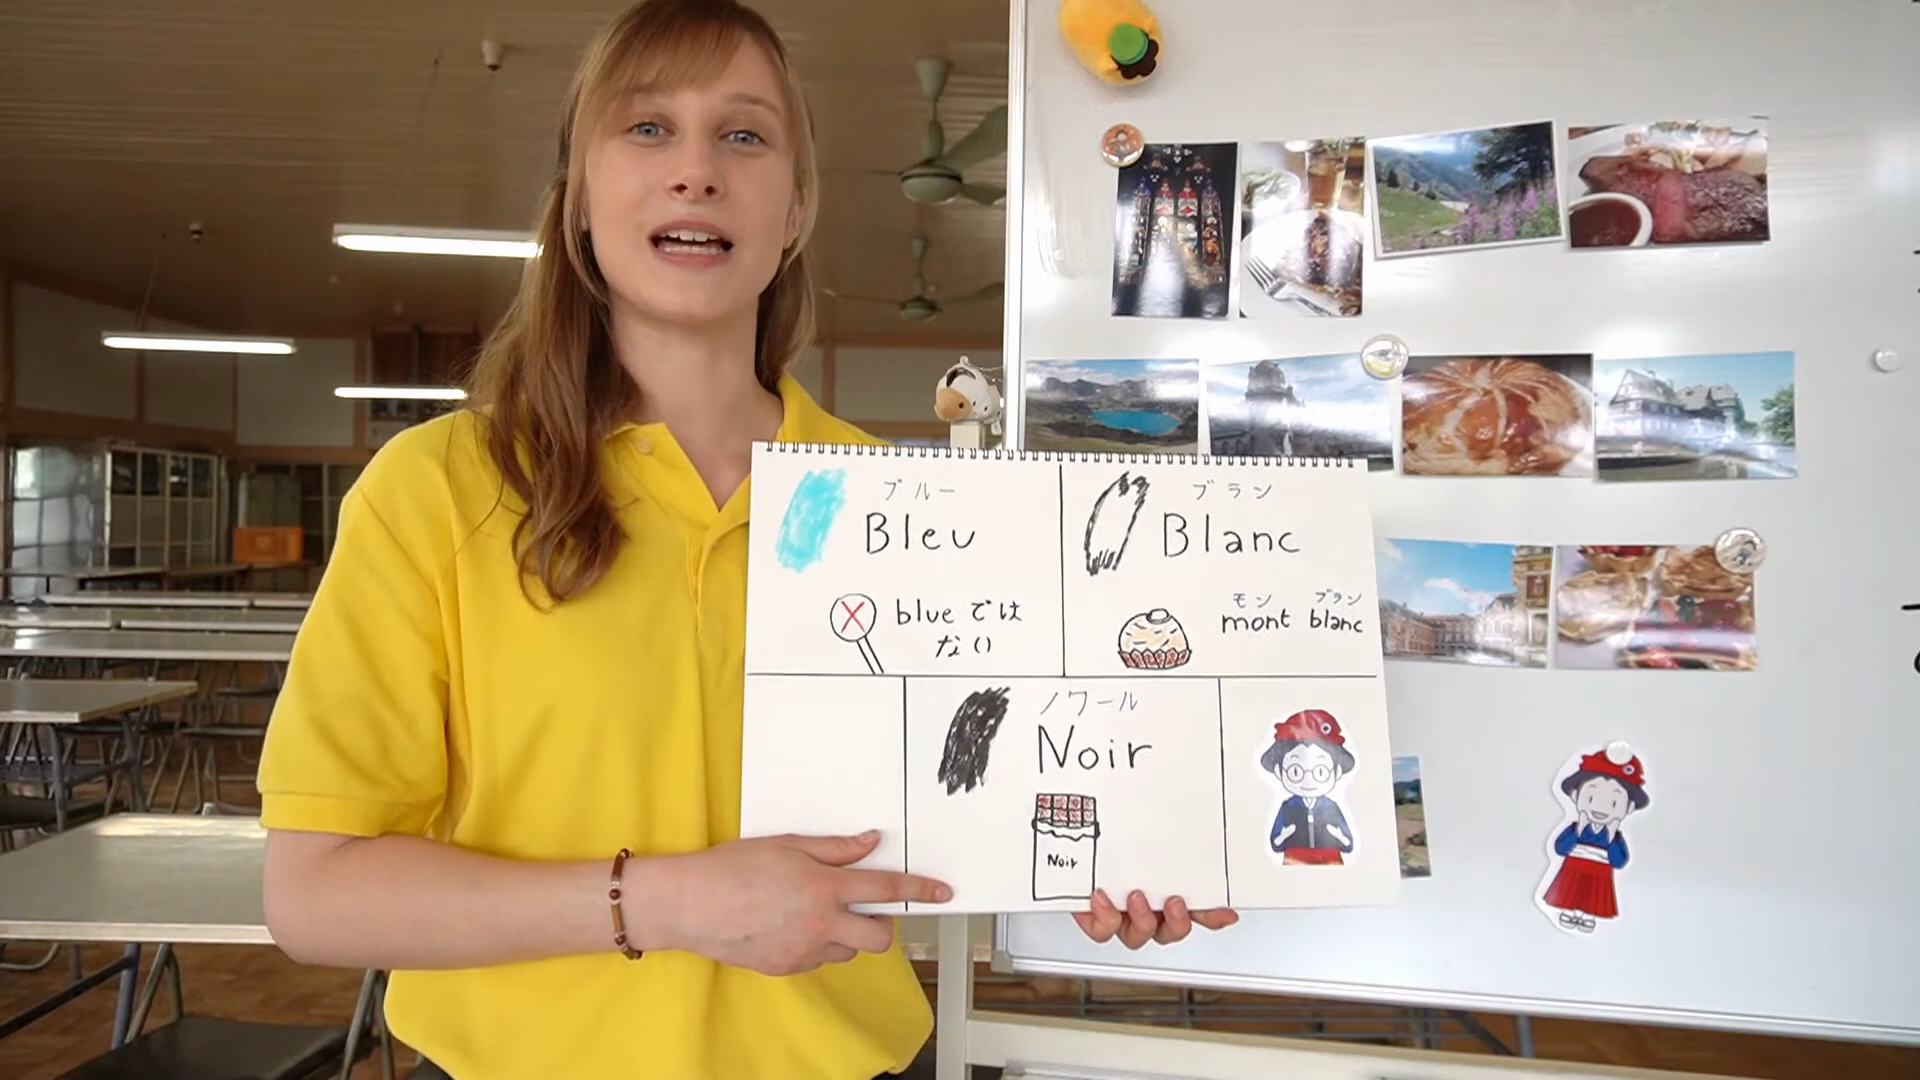 ブルー
Bleu
blueでは
ない
ブラン
Blanc
モン ブラン
mont blanc
ノワール
Noir
Noir